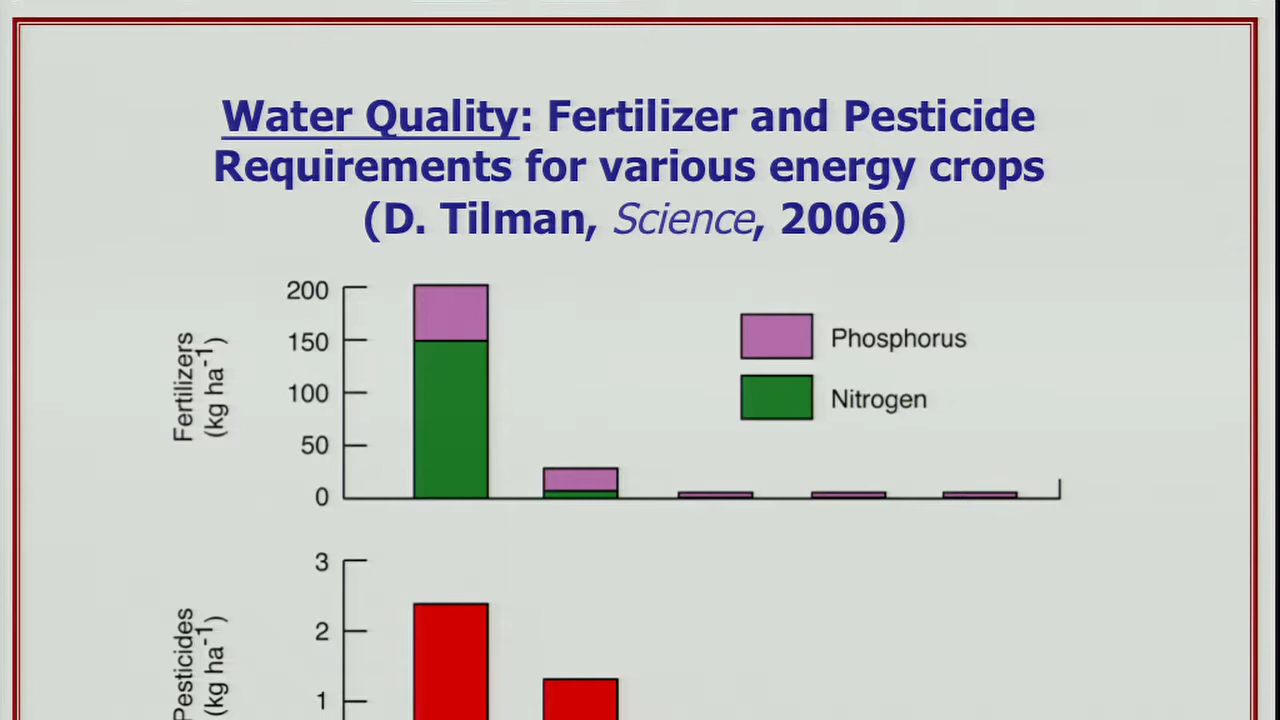 Water Quality: Fertilizer and Pesticide
Requirements for various energy crops
(D. Tilman, Science, 2006)
Fertilizers
(kg ha-1)
200
150
100
50
0
Phosphorus
Nitrogen
Pesticides
(kg ha-1)
3
2
1